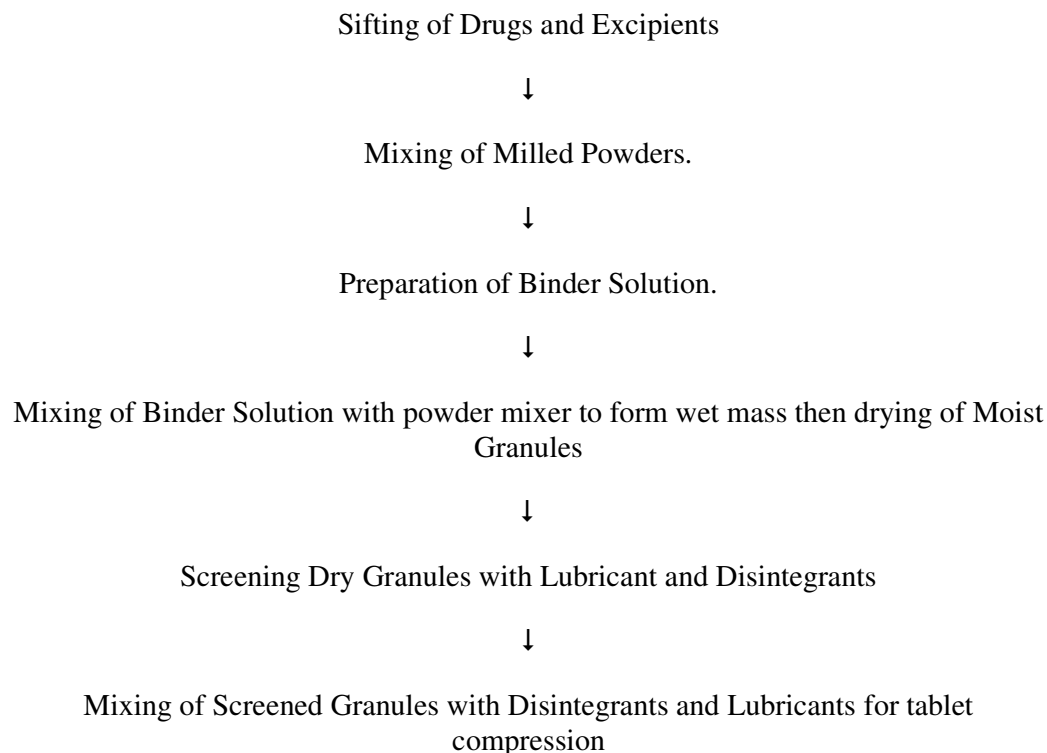 Sifting of Drugs and Excipients
↓
Mixing of Milled Powders.
↓
Preparation of Binder Solution.
↓
Mixing of Binder Solution with powder mixer to form wet mass then drying of Moist
Granules
↓
Screening Dry Granules with Lubricant and Disintegrants
↓
Mixing of Screened Granules with Disintegrants and Lubricants for tablet
compression